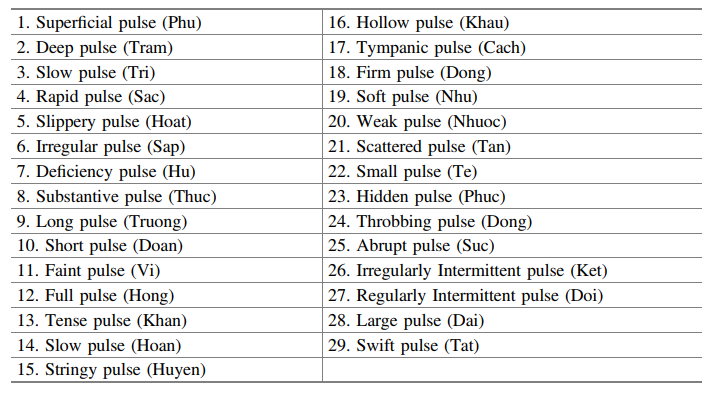 1. Superficial pulse (Phu)
2. Deep pulse (Tram)
3. Slow pulse (Tri)
4. Rapid pulse (Sac)
5. Slippery pulse (Hoat)
6. Irregular pulse (Sap)
7. Deficiency pulse (Hu)
8. Substantive pulse (Thuc)
9. Long pulse (Truong)
10. Short pulse (Doan)
11. Faint pulse (Vi)
12. Full pulse (Hong)
13. Tense pulse (Khan)
14. Slow pulse (Hoan)
15. Stringy pulse (Huyen)
16. Hollow pulse (Khau)
17. Tympanic pulse (Cach)
18. Firm pulse (Dong)
19. Soft pulse (Nhu)
20. Weak pulse (Nhuoc)
21. Scattered pulse (Tan)
22. Small pulse (Te)
23. Hidden pulse (Phuc)
24. Throbbing pulse (Dong)
25. Abrupt pulse (Suc)
26. Irregularly Intermittent pulse (Ket)
27. Regularly Intermittent pulse (Doi)
28. Large pulse (Dai)
29. Swift pulse (Tat)